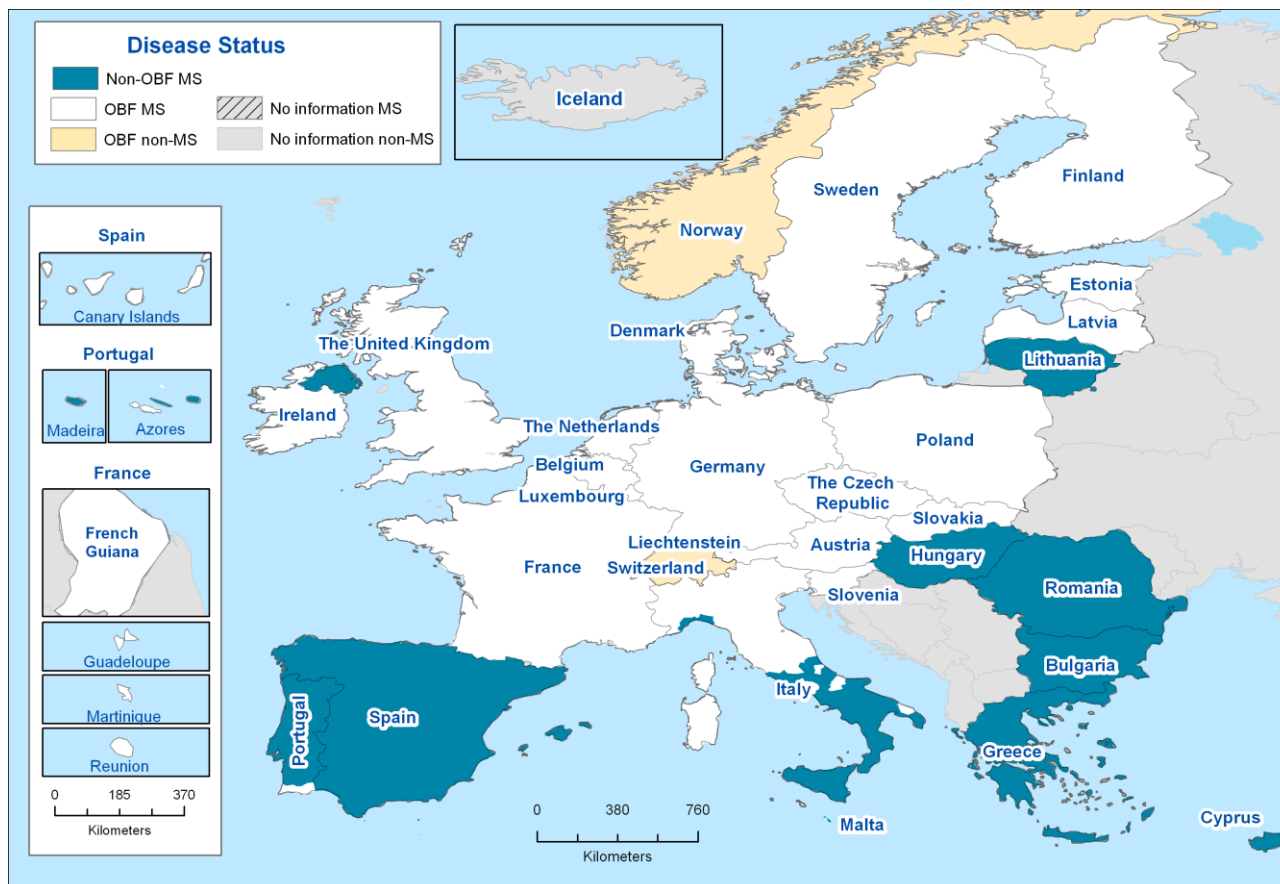 Disease Status
Non-OBF MS
OBF MS
No information MS
OBF non-MS
No information non-MS
Iceland
Spain
Canary Islands
Portugal
Madeira
Azores
France
French
Guiana
Guadeloupe
Martinique
Reunion
0 185 370
Kilometers
Finland
Sweden
Norway
Estonia
Latvia
Lithuania
Denmark
The United Kingdom
Ireland
The Netherlands
Poland
Belgium
Germany
The Czech
Republic
Luxembourg
Slovakia
Liechtenstein
Austria
Hungary
France
Switzerland
Slovenia
Romania
Bulgaria
Italy
Portugal
Spain
Greece
Malta
Cyprus
0 380 760
Kilometers